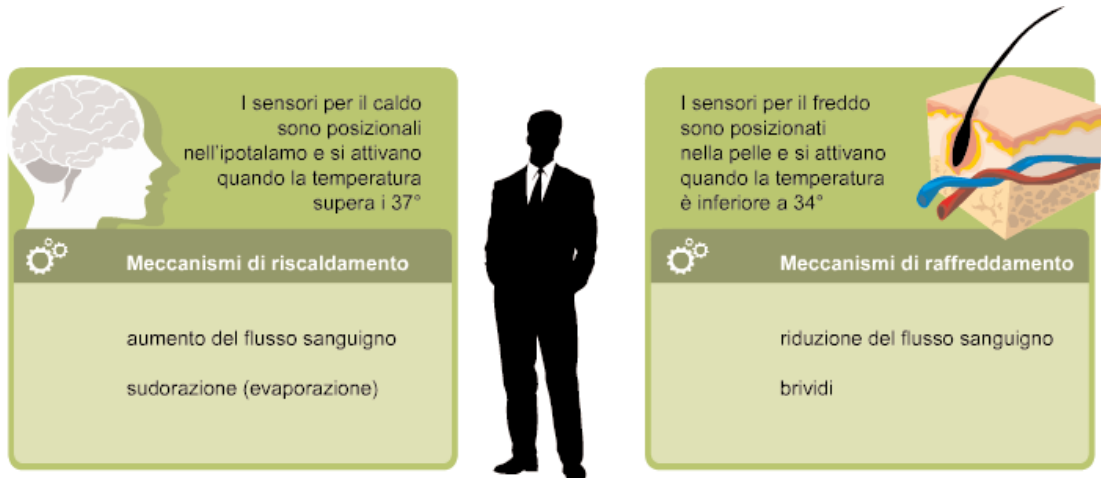 I sensori per il caldo
sono posizionali
nell'ipotalamo e si attivano
quando la temperatura
supera i 37°
Meccanismi di riscaldamento
aumento del flusso sanguigno
sudorazione (evaporazione)
I sensori per il freddo
sono posizionati
nella pelle e si attivano
quando la temperatura
è inferiore a 34°
Meccanismi di raffreddamento
riduzione del flusso sanguigno
brividi